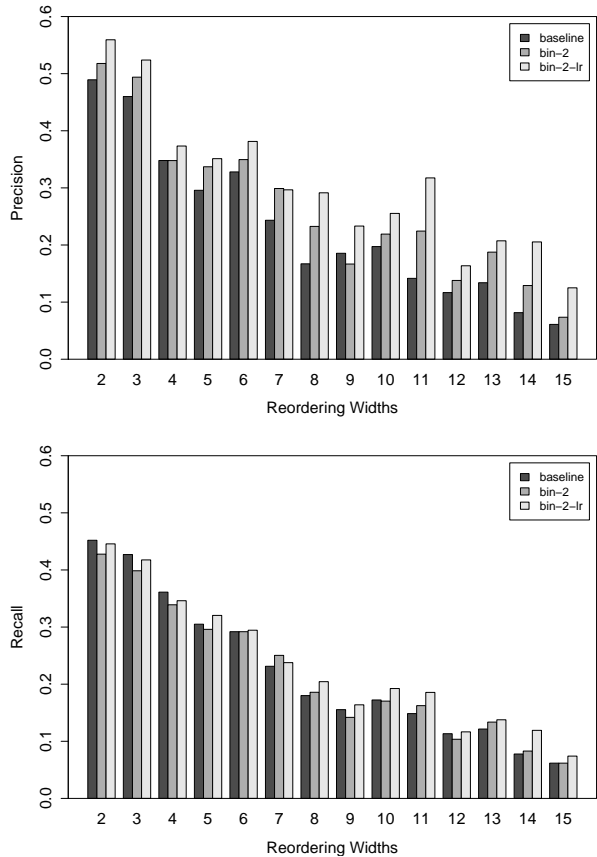 0.6
0.5
0.4
0.3
0.2
0.1
0.0
Precision
baseline
bin−2
bin−2−lr
2 3 4 5 6 7 8 9 10 11 12 13 14 15
Reordering Widths
0.6
0.5
0.4
0.3
0.2
0.1
0.0
Recall
baseline
bin−2
bin−2−lr
2 3 4 5 6 7 8 9 10 11 12 13 14 15
Reordering Widths